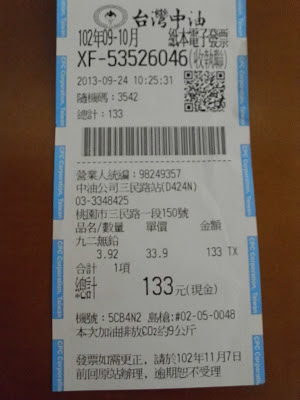 台灣中油
102年09-10月 紙本電子發票
XF-53526046(收執聯)
2013-09-24 10:25:31
隨機碼：3542
總計：133
營業人統編：98249357
中油公司三民路站(D424N)
03-3348425
桃園市三民路一段150號
品名/數量 單價 金額
九二無鉛
3.92 33.9 133 TX
合計 1項
總計 133元(現金)
機號：5CB4N2 島槍:#02-05-0048
本次加油非放CO2約9公斤
發票如需更正，請於102年11月7日
前回原站辦理，逾期恕不受理
CPC Corporation, Taiwan